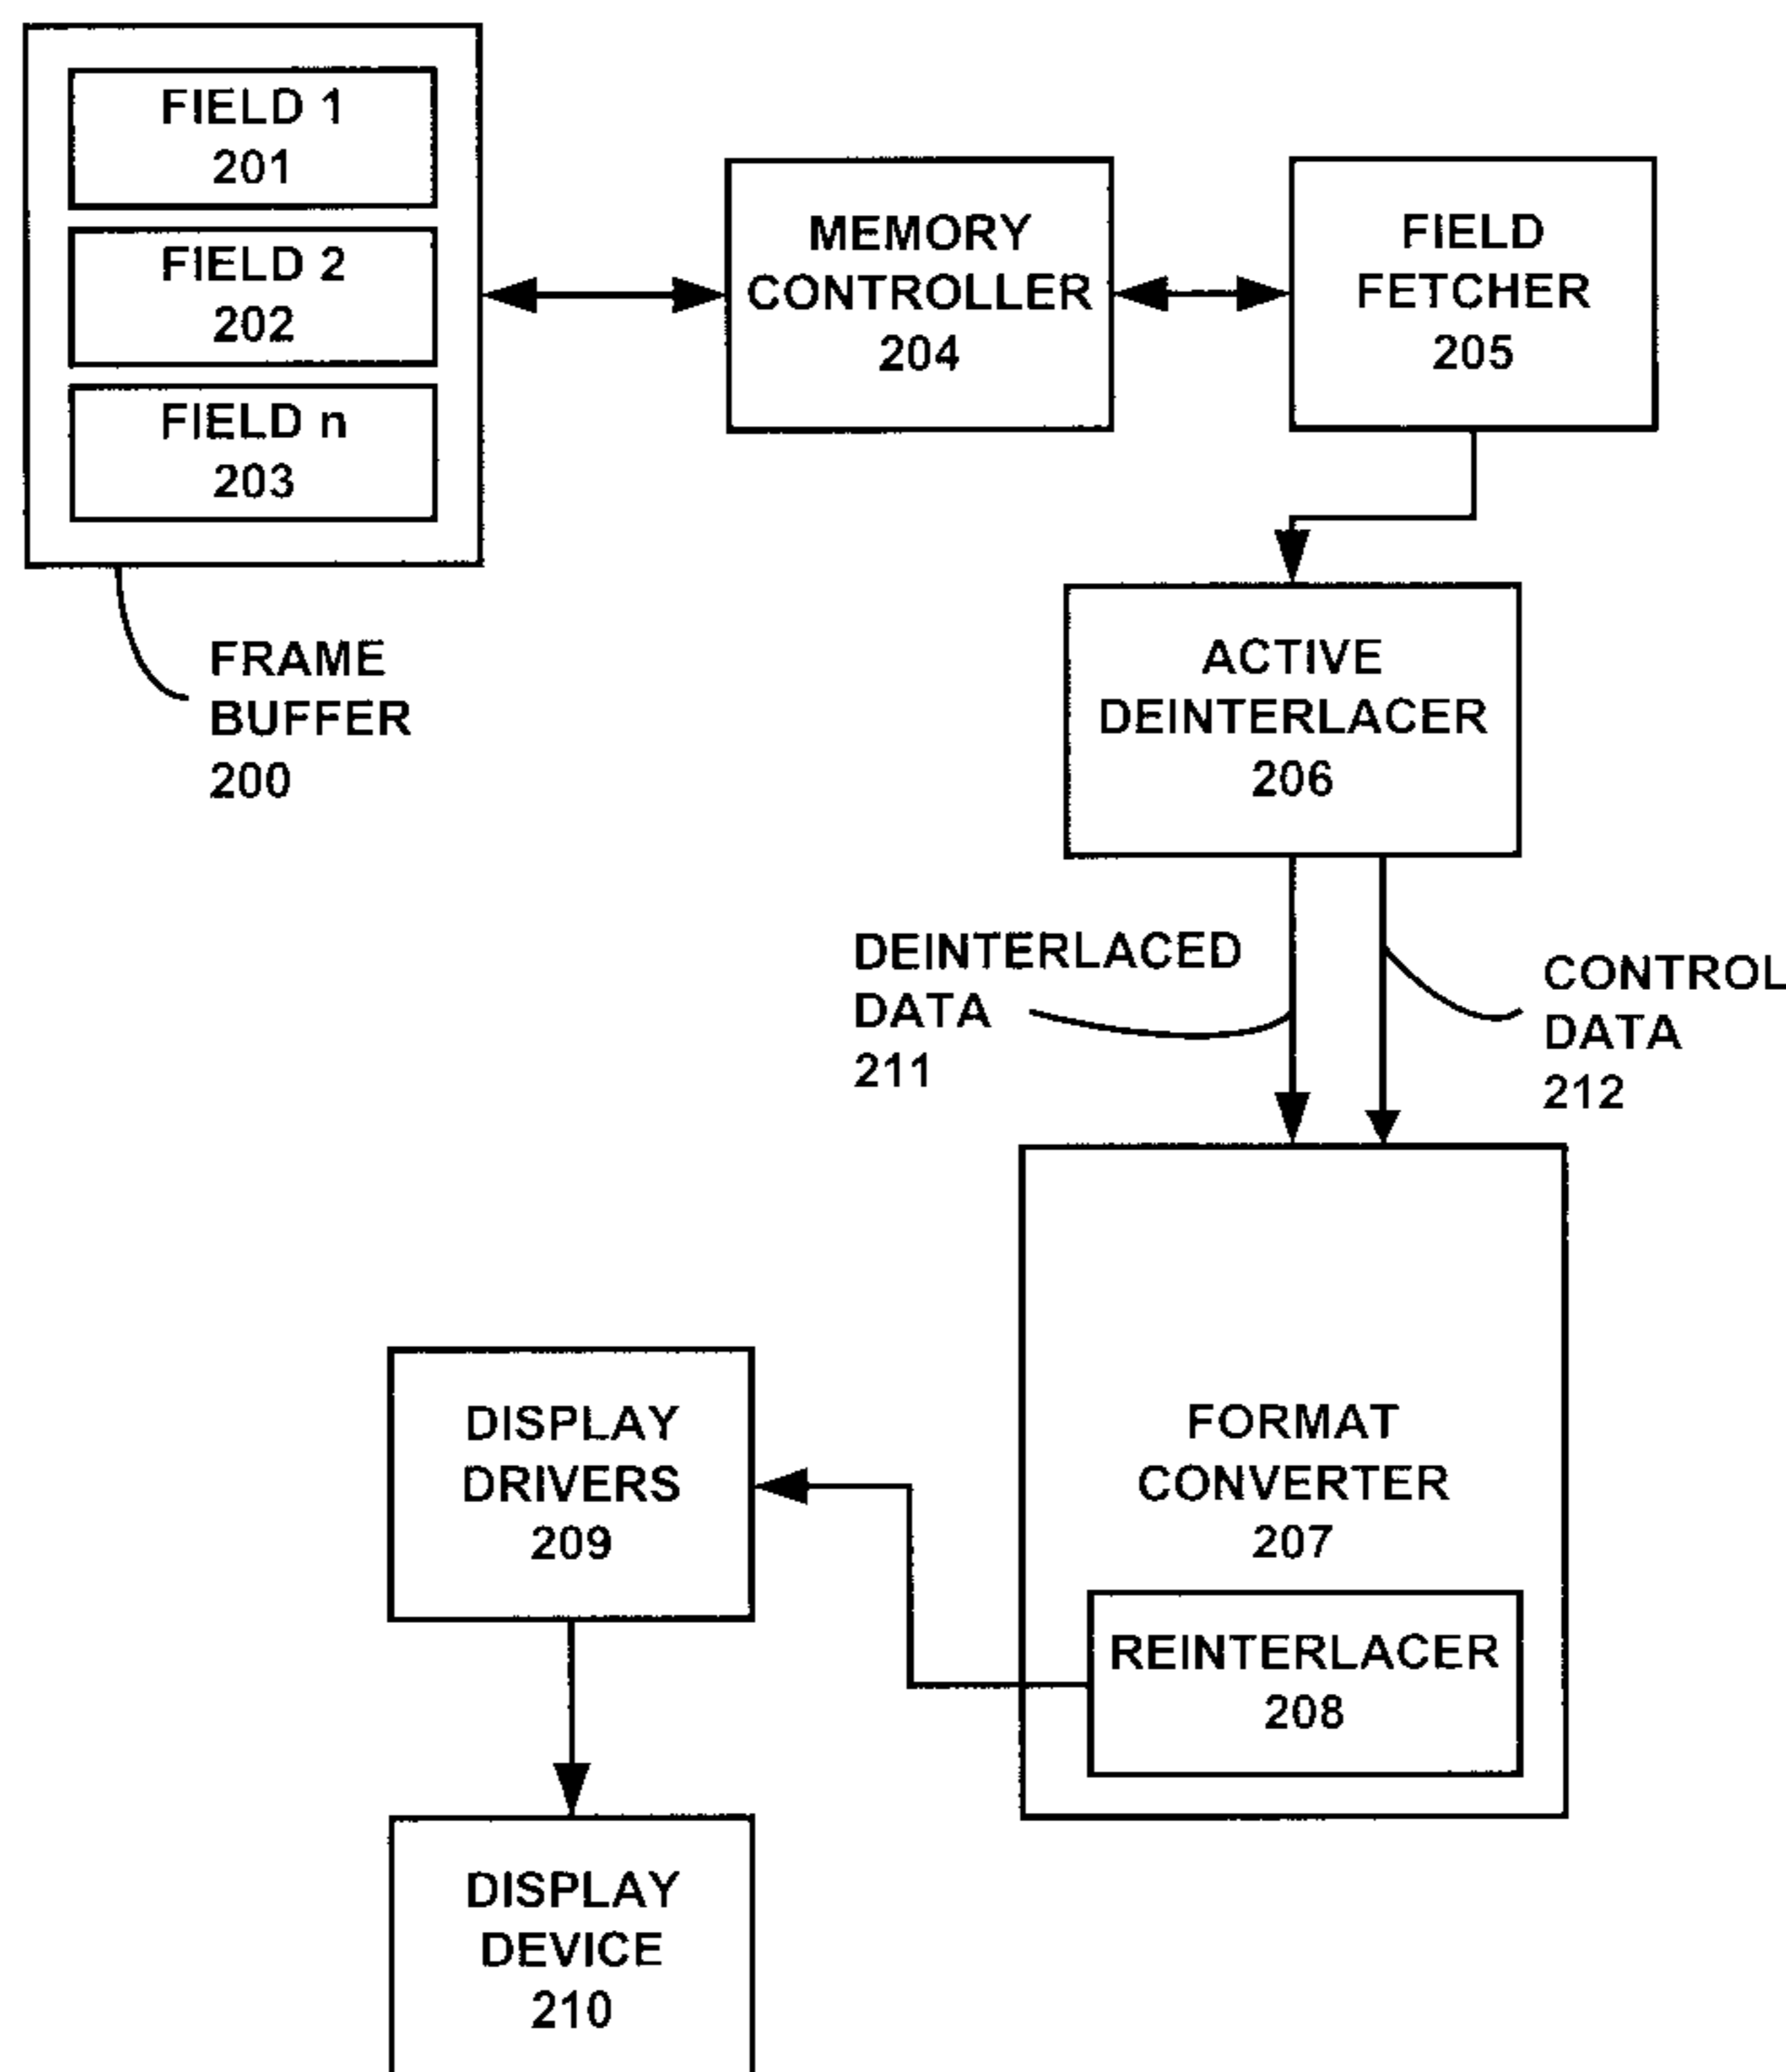 FIELD 1
201
FIELD 2
202
FIELD n
203
FRAME
BUFFER
200
MEMORY
CONTROLLER
204
FIELD
FETCHER
205
ACTIVE
DEINTERLACER
206
DEINTERLACED
DATA
211
CONTROL
DATA
212
FORMAT
CONVERTER
207
REINTERLACER
208
DISPLAY
DRIVERS
209
DISPLAY
DEVICE
210